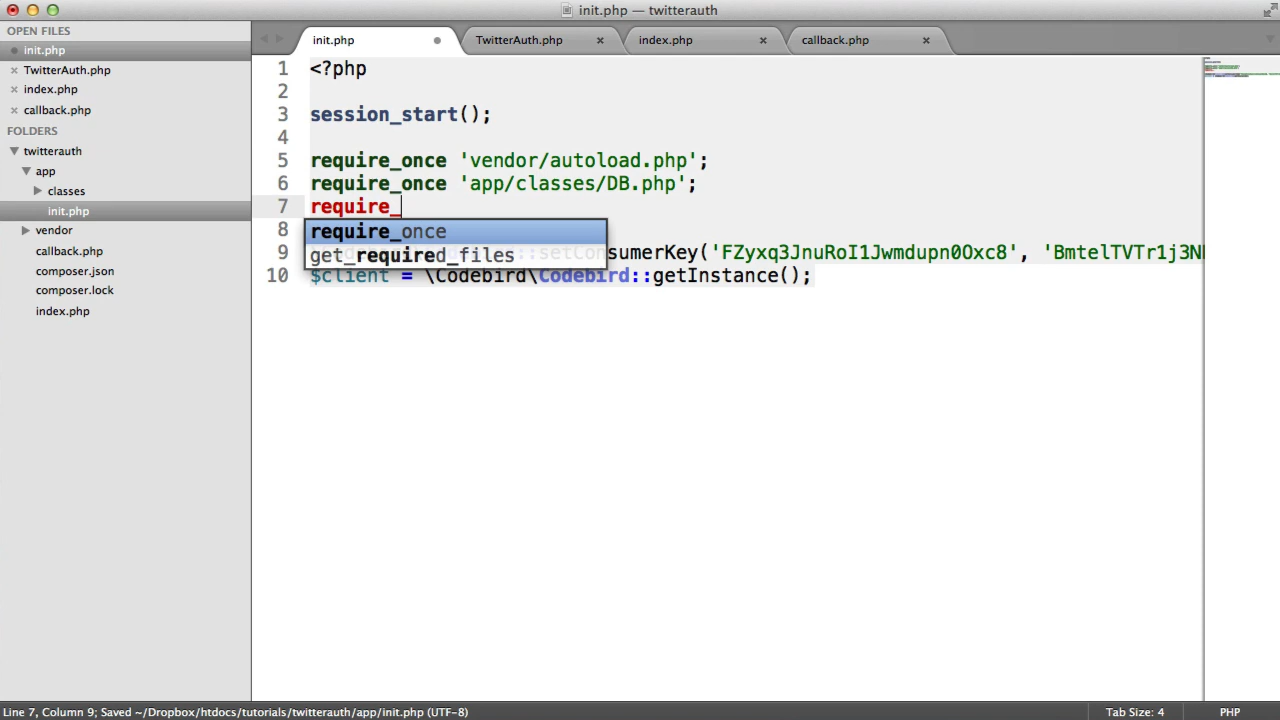 init.php — twitterauth
OPEN FILES
init.php
TwitterAuth.php
index.php
callback.php
FOLDERS
twitterauth
app
classes
init.php
vendor
callback.php
composer.json
composer.lock
index.php
init.php TwitterAuth.php index.php callback.php
1 <?php
2
3 session_start();
4
5 require_once 'vendor/autoload.php';
6 require_once 'app/classes/DB.php';
7 require_
8 require_once
get_required_files
9 ::setConsumerKey('FZyxq3JnuRoI1Jwmdupn0Oxc8', 'BmtelTVTr1j3N
10 $client = \Codebird\Codebird::getInstance();
Line 7, Column 9; Saved ~/Dropbox/htdocs/tutorials/twitterauth/app/init.php (UTF-8) Tab Size: 4 PHP